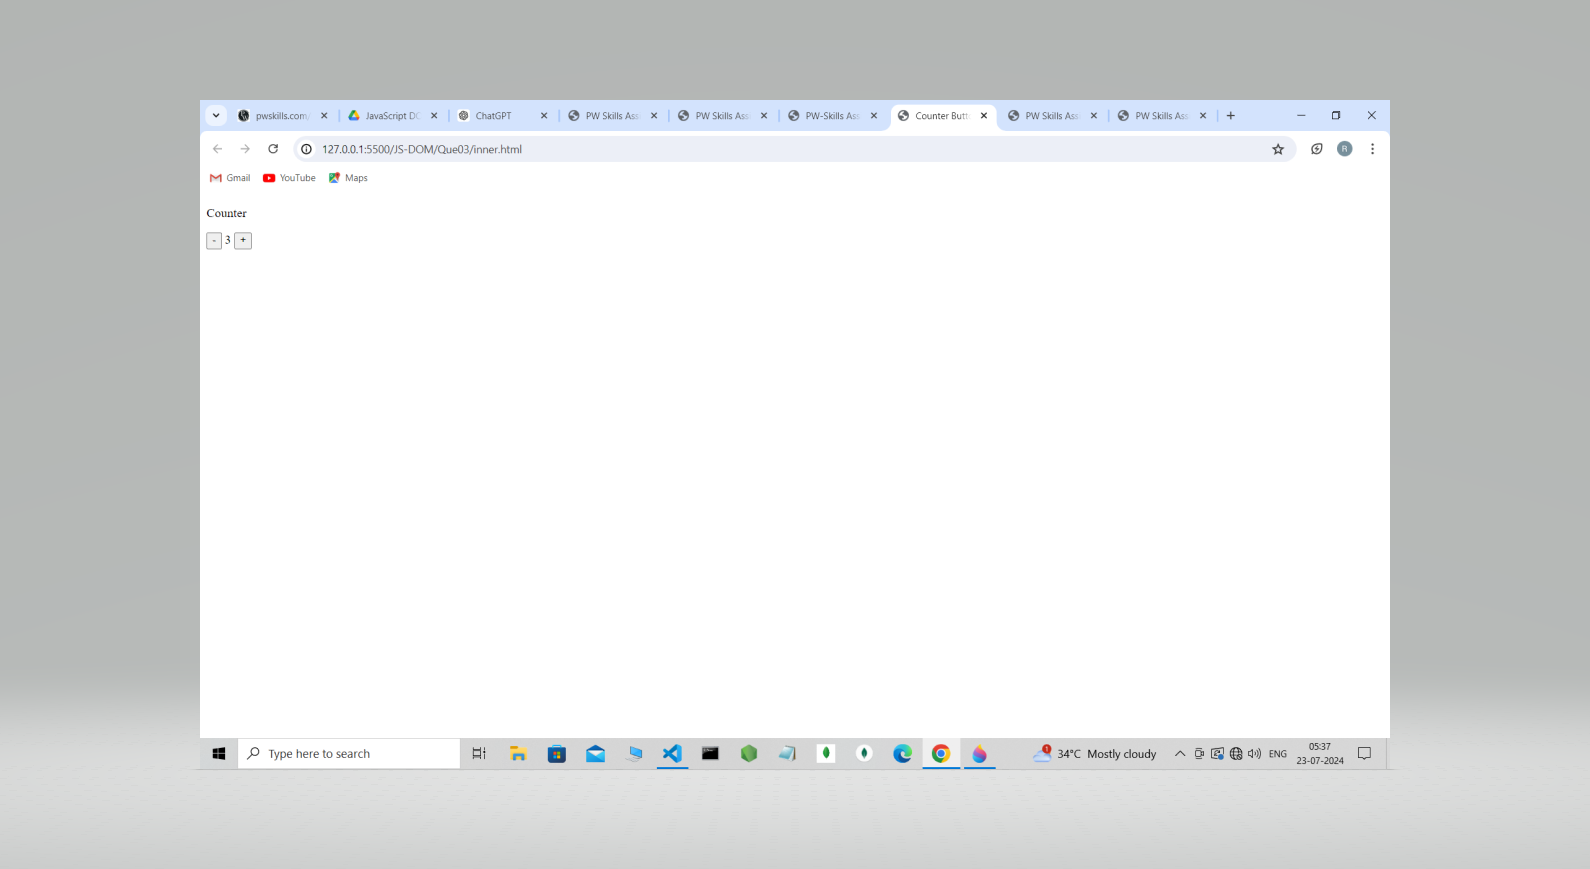 pwskills.com/
JavaScript DO
ChatGPT
PW Skills Ass
PW Skills Ass
PW-Skills Ass
Counter Butt
PW Skills Ass
PW Skills Ass
127.0.0.1:5500/JS-DOM/Que03/inner.html
R
Gmail
YouTube
Maps
Counter
- 3 +
Type here to search
1
34°C Mostly cloudy
ENG
05:37
23-07-2024